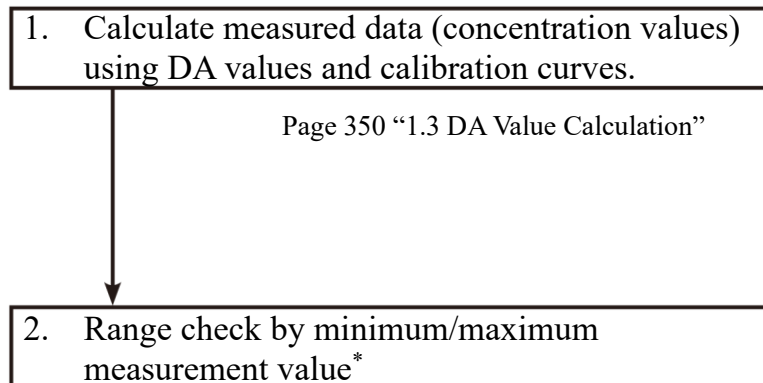 1. Calculate measured data (concentration values)
using DA values and calibration curves.
Page 350 “1.3 DA Value Calculation”
2. Range check by minimum/maximum
measurement value*